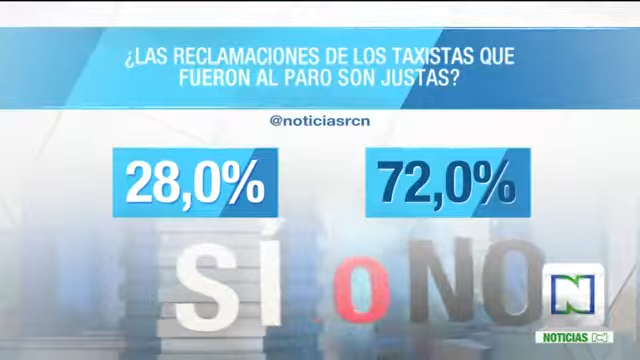 ¿LAS RECLAMACIONES DE LOS TAXISTAS QUE
FUERON AL PARO SON JUSTAS?
@noticiasrcn
28,0% 72,0%
SÍ o NO
N
NOTICIAS RCN